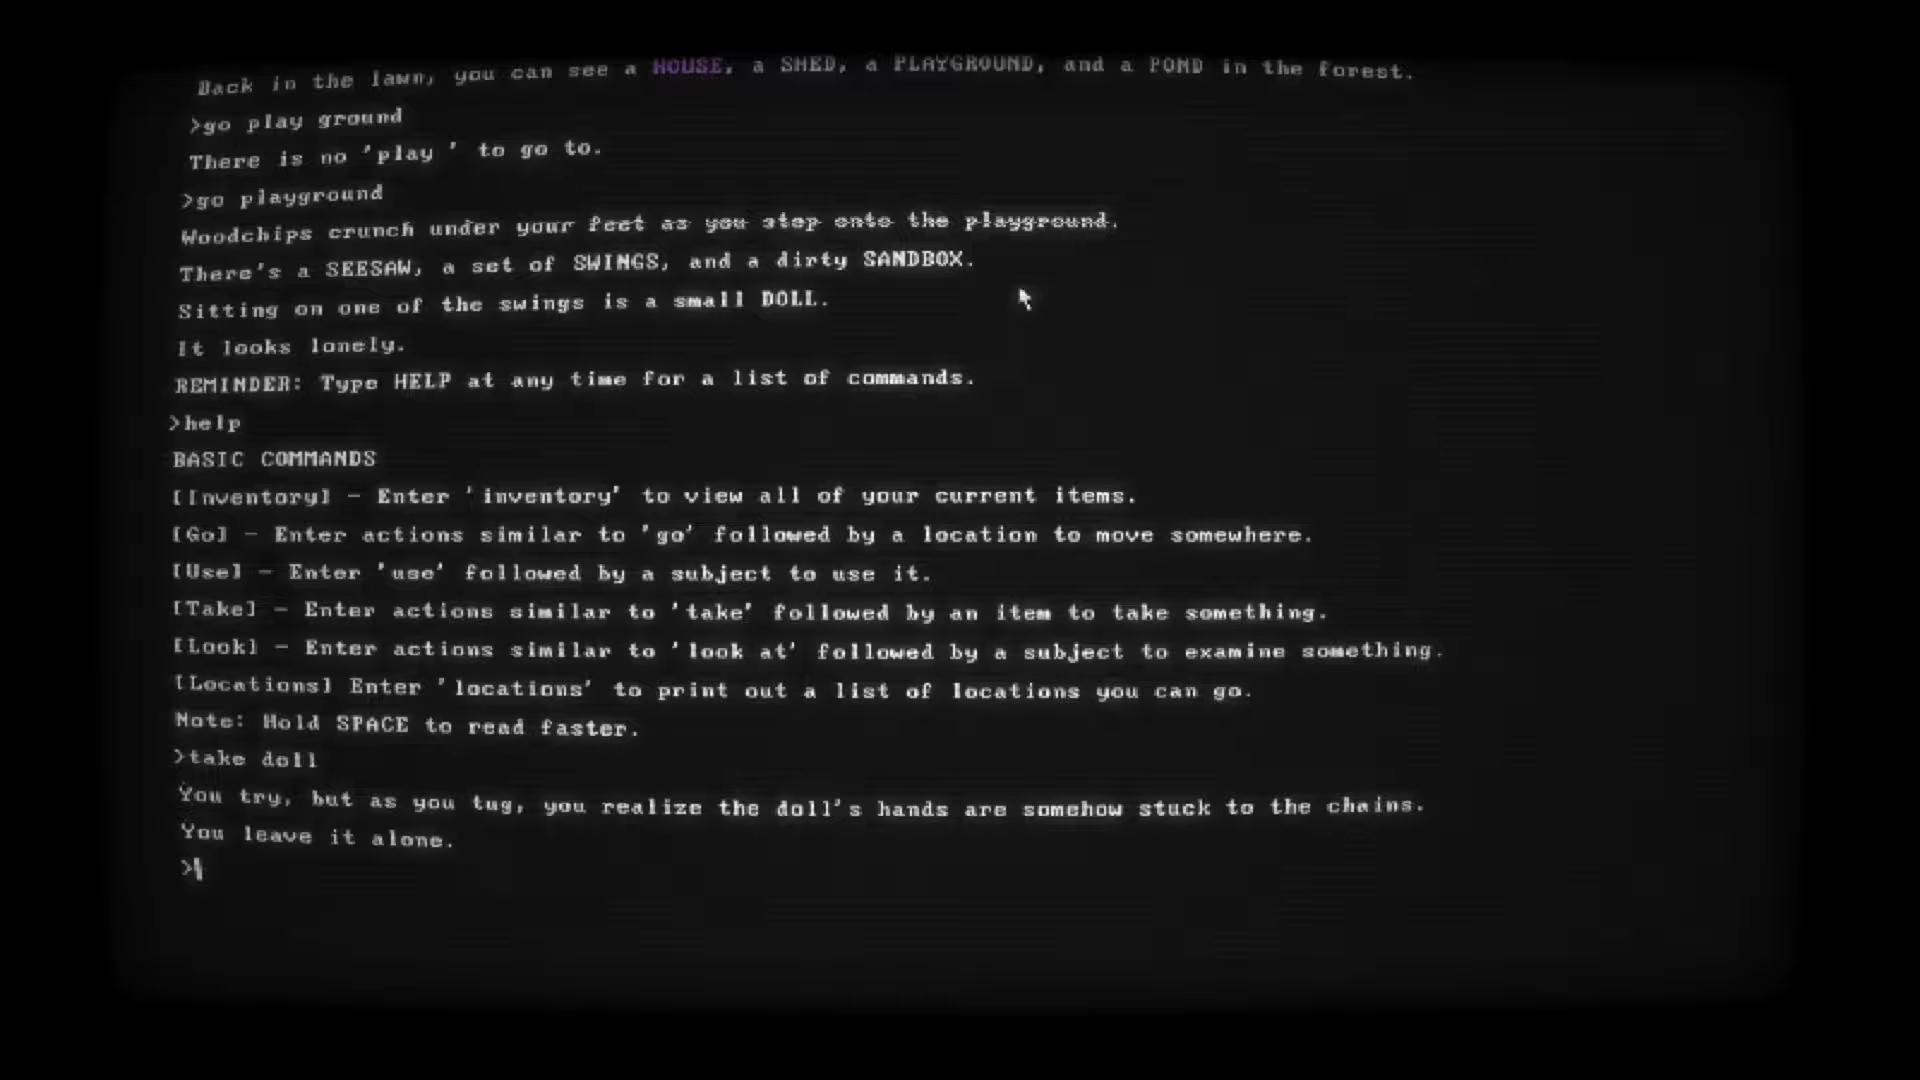 Back in the lawn, you can see a HOUSE, a SHED, a PLAYGROUND, and a POND in the forest.
>go play ground
There is no 'play ' to go to.
>go playground
Woodchips crunch under your feet as you step onto the playground.
There's a SEESAW, a set of SWINGS, and a dirty SANDBOX.
Sitting on one of the swings is a small DOLL.
It looks lonely.
REMINDER: Type HELP at any time for a list of commands.
>help
BASIC COMMANDS
[Inventory] - Enter 'inventory' to view all of your current items.
[Go] - Enter actions similar to 'go' followed by a location to move somewhere.
[Use] - Enter 'use' followed by a subject to use it.
[Take] - Enter actions similar to 'take' followed by an item to take something.
[Look] - Enter actions similar to 'look at' followed by a subject to examine something.
[Locations] Enter 'locations' to print out a list of locations you can go.
Note: Hold SPACE to read faster.
>take doll
You try, but as you tug, you realize the doll's hands are somehow stuck to the chains.
You leave it alone.
>